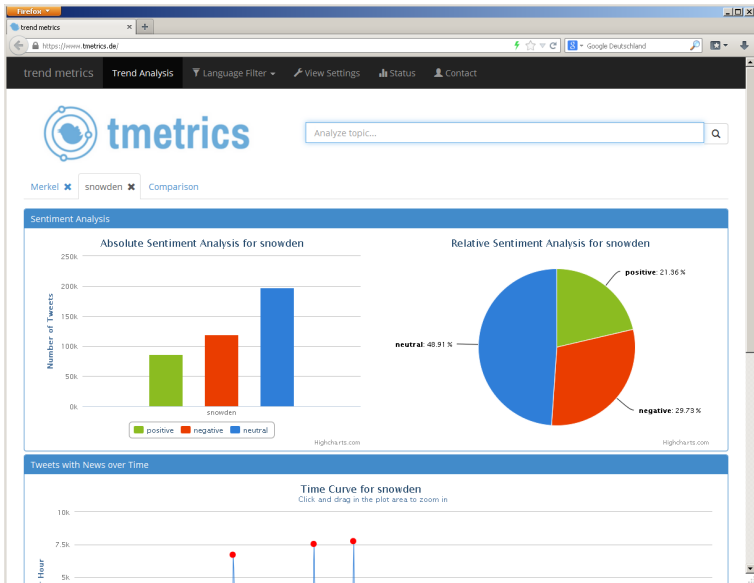 Firefox
trend metrics
https://www.tmetrics.de/
Google Deutschland
trend metrics Trend Analysis Language Filter View Settings Status Contact
tmetrics
Analyze topic...
Merkel snowden Comparison
Sentiment Analysis
Absolute Sentiment Analysis for snowden
250k
200k
150k
100k
50k
0k
Number of Tweets
snowden
positive negative neutral
Highcharts.com
Relative Sentiment Analysis for snowden
positive: 21.36 %
neutral: 48.91 %
negative: 29.73 %
Highcharts.com
Tweets with News over Time
Time Curve for snowden
Click and drag in the plot area to zoom in
10k
7.5k
5k
Hour